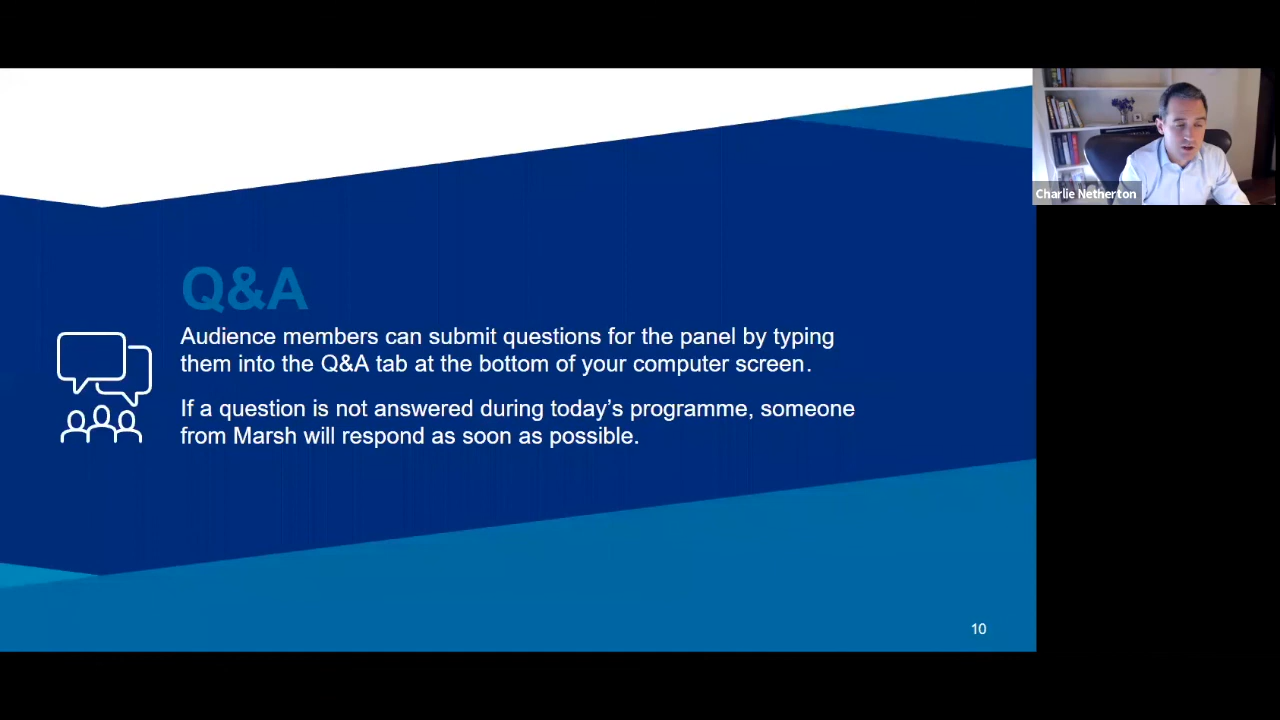 Charlie Netherton
Q&A
Audience members can submit questions for the panel by typing
them into the Q&A tab at the bottom of your computer screen.
If a question is not answered during today’s programme, someone
from Marsh will respond as soon as possible.
10